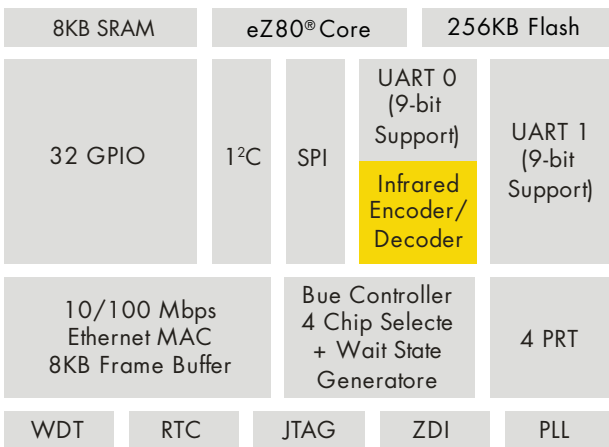 8KB SRAM
eZ80® Core
256KB Flash
32 GPIO
1²C
SPI
UART 0
(9-bit
Support)
Infrared
Encoder/
Decoder
UART 1
(9-bit
Support)
10/100 Mbps
Ethernet MAC
8KB Frame Buffer
Bue Controller
4 Chip Selecte
+ Wait State
Generatore
4 PRT
WDT
RTC
JTAG
ZDI
PLL